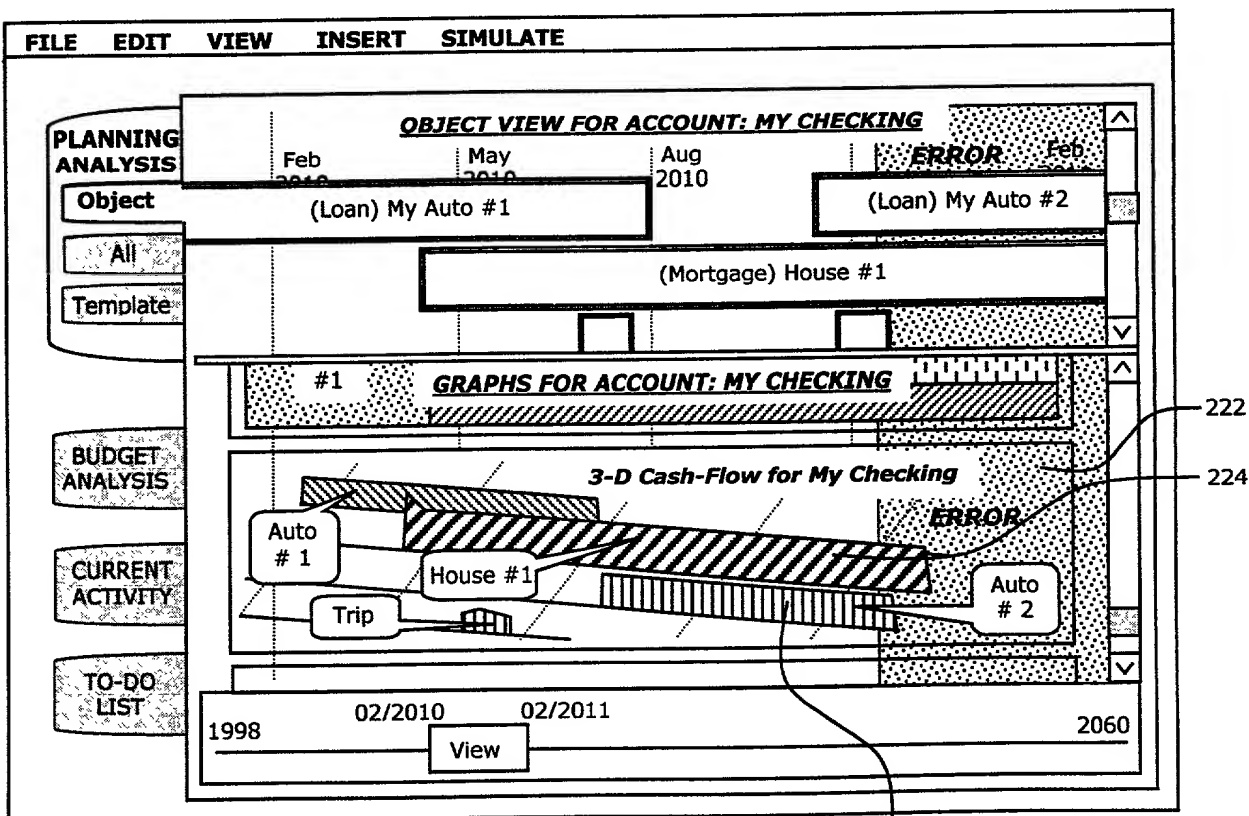 FILE EDIT VIEW INSERT SIMULATE
OBJECT VIEW FOR ACCOUNT: MY CHECKING
PLANNING
ANALYSIS
Object
All
Template
Feb
2010
May
2010
Aug
2010
ERROR
Feb
(Loan) My Auto #1
(Loan) My Auto #2
(Mortgage) House #1
#1
GRAPHS FOR ACCOUNT: MY CHECKING
222
224
BUDGET
ANALYSIS
3-D Cash-Flow for My Checking
ERROR
Auto
# 1
House #1
Trip
Auto
# 2
CURRENT
ACTIVITY
TO-DO
LIST
02/2010 02/2011
1998
2060
View